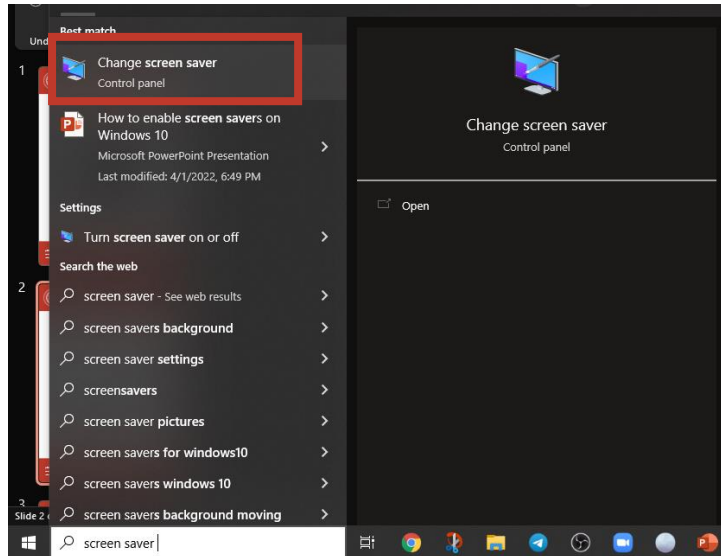 Best match
Und
1
Change screen saver
Control panel
How to enable screen savers on
Windows 10
Microsoft PowerPoint Presentation
Last modified: 4/1/2022, 6:49 PM
Settings
Turn screen saver on or off
Search the web
2
screen saver - See web results
screen savers background
screen saver settings
screensavers
screen saver pictures
screen savers for windows10
screen savers windows 10
3
Slide 2
screen savers background moving
screen saver
Change screen saver
Control panel
Open